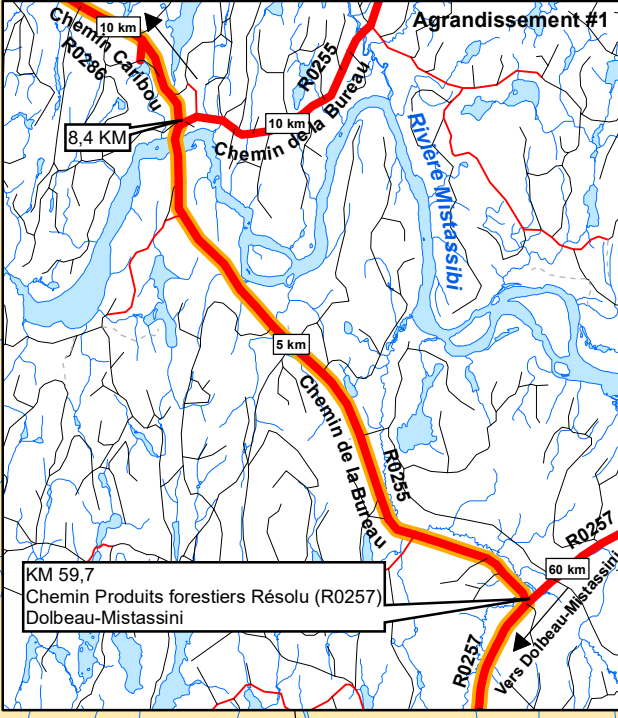 Agrandissement #1
10 km
Chemin Caribou
R0286
R0255
8,4 KM
10 km
Chemin de la Bureau
Rivière Mistassibi
5 km
Chemin de la Bureau
R0255
R0257
60 km
KM 59,7
Chemin Produits forestiers Résolu (R0257)
Dolbeau-Mistassini
Vers Dolbeau-Mistassini
R0257